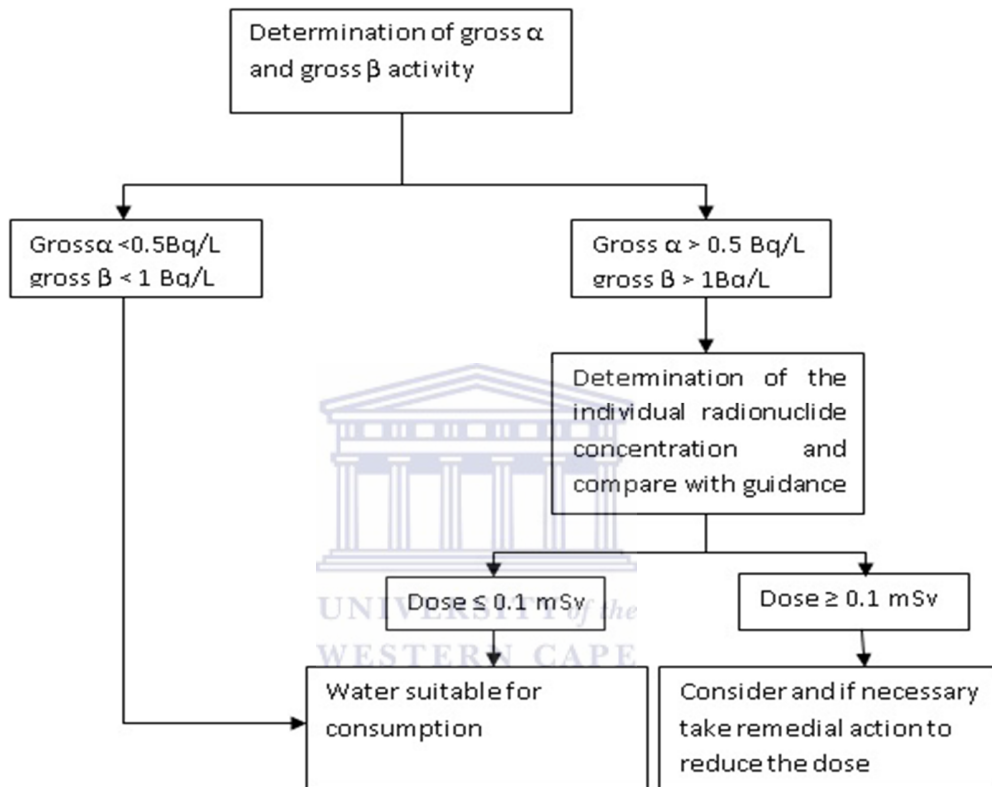 Determination of gross α
and gross β activity
Grossα <0.5Bq/L
gross β < 1 Bq/L
Gross α > 0.5 Bq/L
gross β > 1Bq/L
Determination of the
individual radionuclide
concentration and
compare with guidance
Dose ≤ 0.1 mSv
Dose ≥ 0.1 mSv
UNIVERSITY of the
WESTERN CAPE
Water suitable for
consumption
Consider and if necessary
take remedial action to
reduce the dose